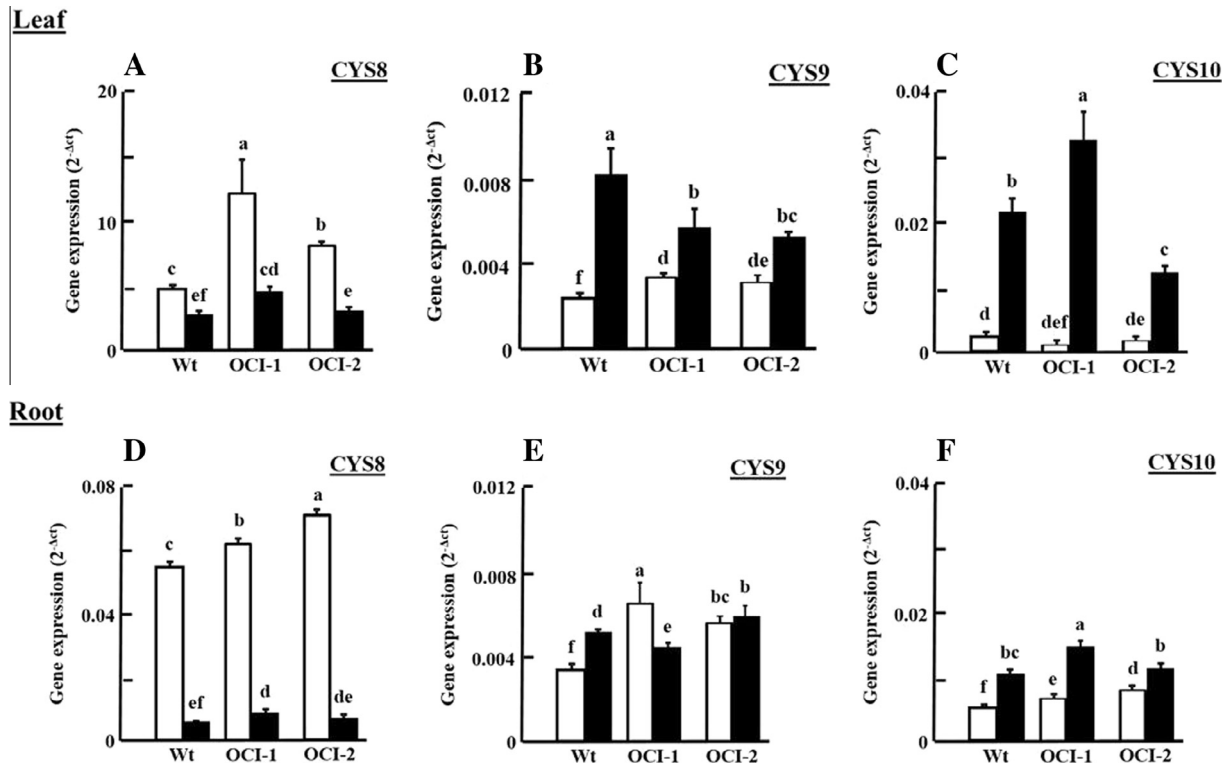 Leaf
A
CYS8
Gene expression (2-Δct)
20
10
0
a
b
c
cd
ef
e
Wt
OCI-1
OCI-2
B
CYS9
Gene expression (2-Δct)
0.012
0.008
0.004
0
a
b
bc
d
de
f
Wt
OCI-1
OCI-2
C
CYS10
Gene expression (2-Δct)
0.04
0.02
0
a
b
c
d
def
de
Wt
OCI-1
OCI-2
Root
D
CYS8
Gene expression (2-Δct)
0.08
0.04
0
a
b
c
ef
d
de
Wt
OCI-1
OCI-2
E
CYS9
Gene expression (2-Δct)
0.012
0.008
0.004
0
a
bc
b
d
e
f
Wt
OCI-1
OCI-2
F
CYS10
Gene expression (2-Δct)
0.04
0.02
0
a
bc
b
f
e
d
Wt
OCI-1
OCI-2